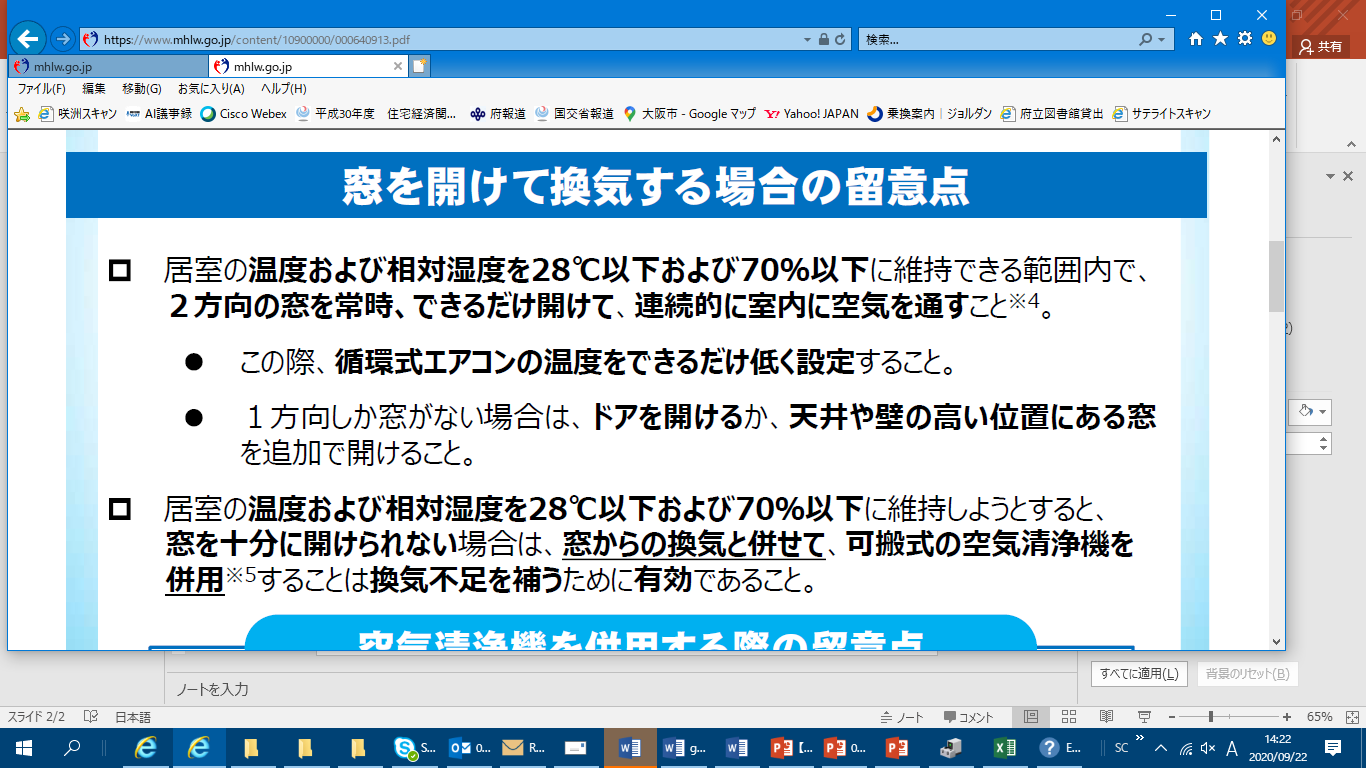 https://www.mhlw.go.jp/content/10900000/000640913.pdf
検索...
共有
mhlw.go.jp
mhlw.go.jp
ファイル(F) 編集 移動(G) お気に入り(A) ヘルプ(H)
咲洲スキャン AI議事録 Cisco Webex 平成30年度 住宅経済関... 府報道 国交省報道 大阪市 - Google マップ Yahoo! JAPAN 乗換案内｜ジョルダン 府立図書館貸出 サテライトスキャン
窓を開けて換気する場合の留意点
居室の温度および相対湿度を28℃以下および70%以下に維持できる範囲内で、
２方向の窓を常時、できるだけ開けて、連続的に室内に空気を通すこと※4。
● この際、循環式エアコンの温度をできるだけ低く設定すること。
● １方向しか窓がない場合は、ドアを開けるか、天井や壁の高い位置にある窓
を追加で開けること。
居室の温度および相対湿度を28℃以下および70%以下に維持しようとすると、
窓を十分に開けられない場合は、窓からの換気と併せて、可搬式の空気清浄機を
併用※5することは換気不足を補うために有効であること。
空気清浄機を併用する際の留意点
すべてに適用(L) 背景のリセット(B)
ノートを入力
スライド 2/2 日本語 ノート コメント 65%
S... 0... R... g... [... 0... E... SC A 14:22
2020/09/22